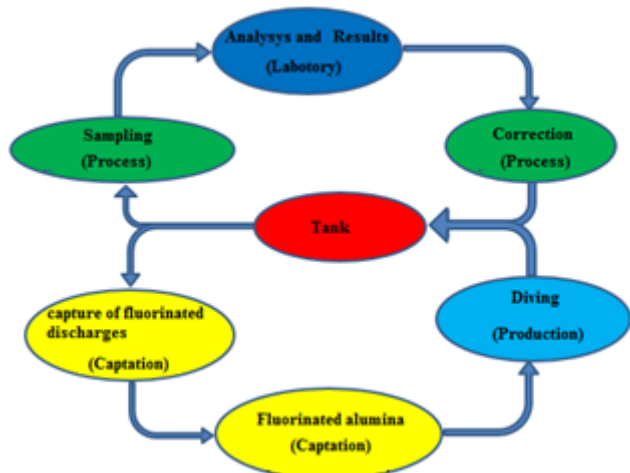 Analysys and Results
(Labotory)
Sampling
(Process)
Correction
(Process)
Tank
capture of fluorinated
discharges
(Captation)
Diving
(Production)
Fluorinated alumina
(Captation)